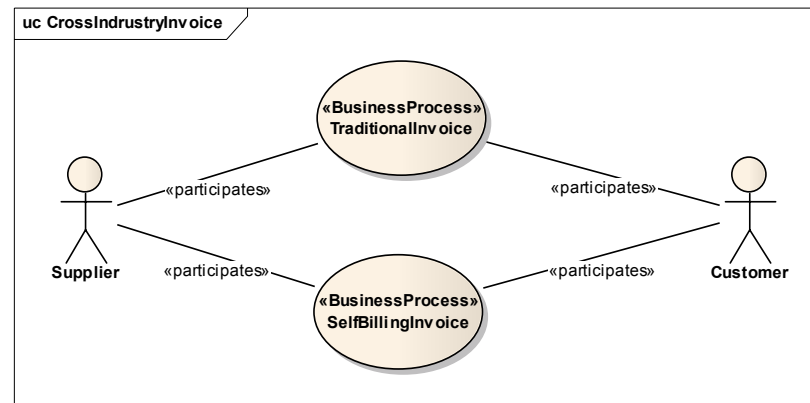 uc CrossIndrustryInvoice
«BusinessProcess»
TraditionalInvoice
«participates»
«participates»
Supplier
Customer
«participates»
«participates»
«BusinessProcess»
SelfBillingInvoice